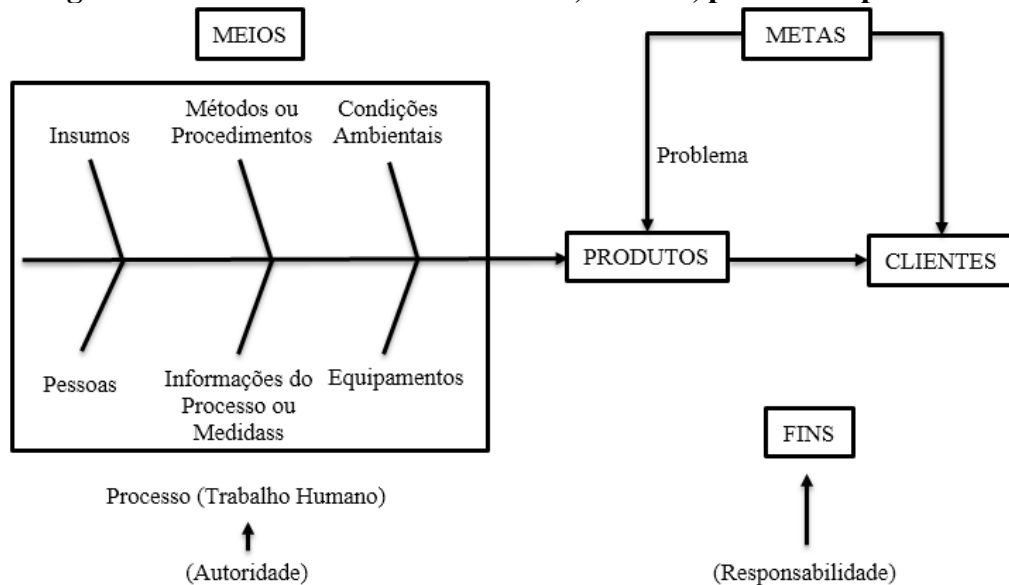 MEIOS
METAS
Insumos
Métodos ou
Procedimentos
Condições
Ambientais
Problema
PRODUTOS
CLIENTES
Pessoas
Informações do
Processo ou
Medidass
Equipamentos
FINS
Processo (Trabalho Humano)
(Autoridade)
(Responsabilidade)